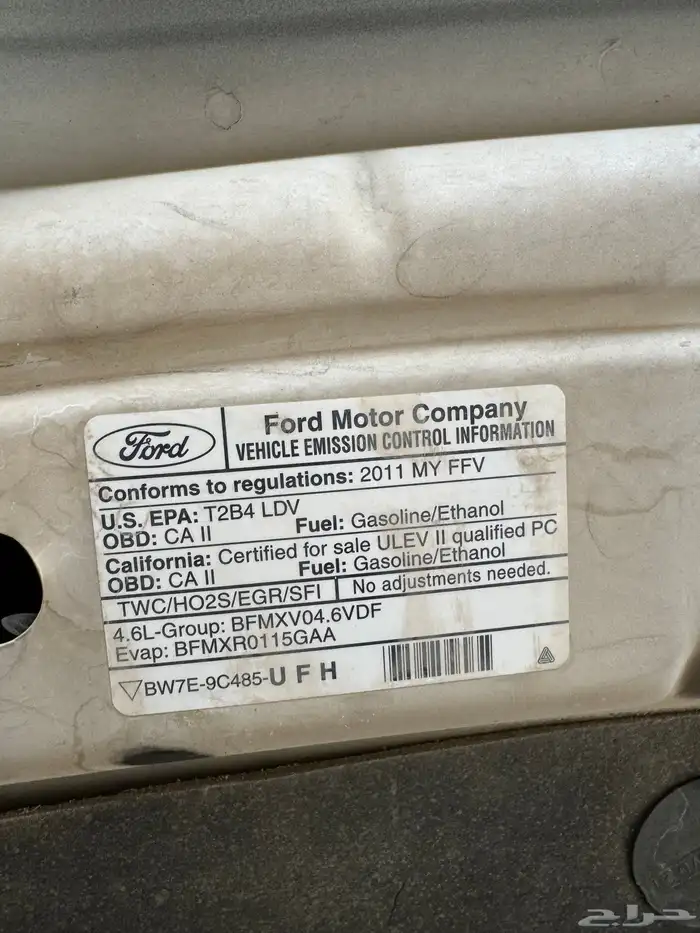 Ford
Ford Motor Company
VEHICLE EMISSION CONTROL INFORMATION
Conforms to regulations: 2011 MY FFV
U.S. EPA: T2B4 LDV
OBD: CA II Fuel: Gasoline/Ethanol
California: Certified for sale ULEV II qualified PC
OBD: CA II Fuel: Gasoline/Ethanol
TWC/HO2S/EGR/SFI No adjustments needed.
4.6L-Group: BFMXV04.6VDF
Evap: BFMXR0115GAA
BW7E-9C485-U F H
حراج